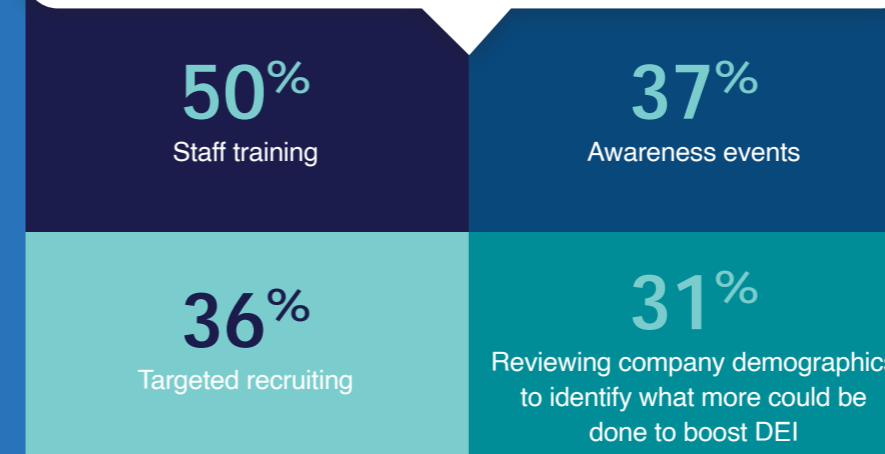 50%
Staff training
37%
Awareness events
36%
Targeted recruiting
31%
Reviewing company demographics
to identify what more could be
done to boost DEI